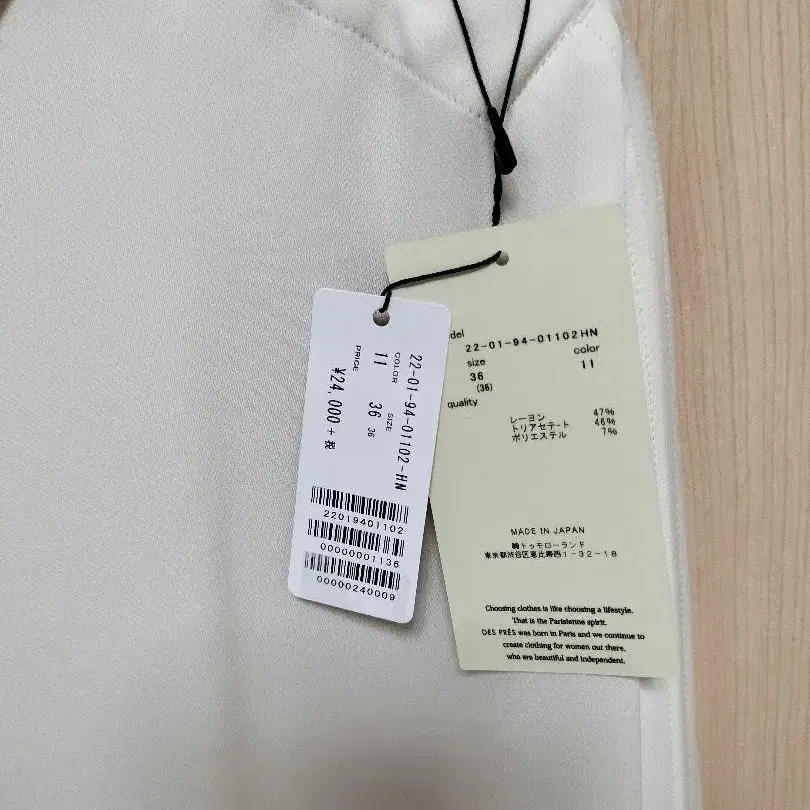 22-01-94-01102-HN
COLOR SIZE
11 36 36
PRICE
¥24,000+税
22019401102
00000001136
00000240009
del
22-01-94-01102HN
size color
36 11
(36)
quality
レーヨン 47%
トリアセテート 46%
ポリエステル 7%
MADE IN JAPAN
㈱トゥモローランド
東京都渋谷区恵比寿西1-32-18
Choosing clothes is like choosing a lifestyle.
That is the Parisienne spirit.
DES PRÉS was born in Paris and we continue to
create clothing for women out there,
who are beautiful and independent.